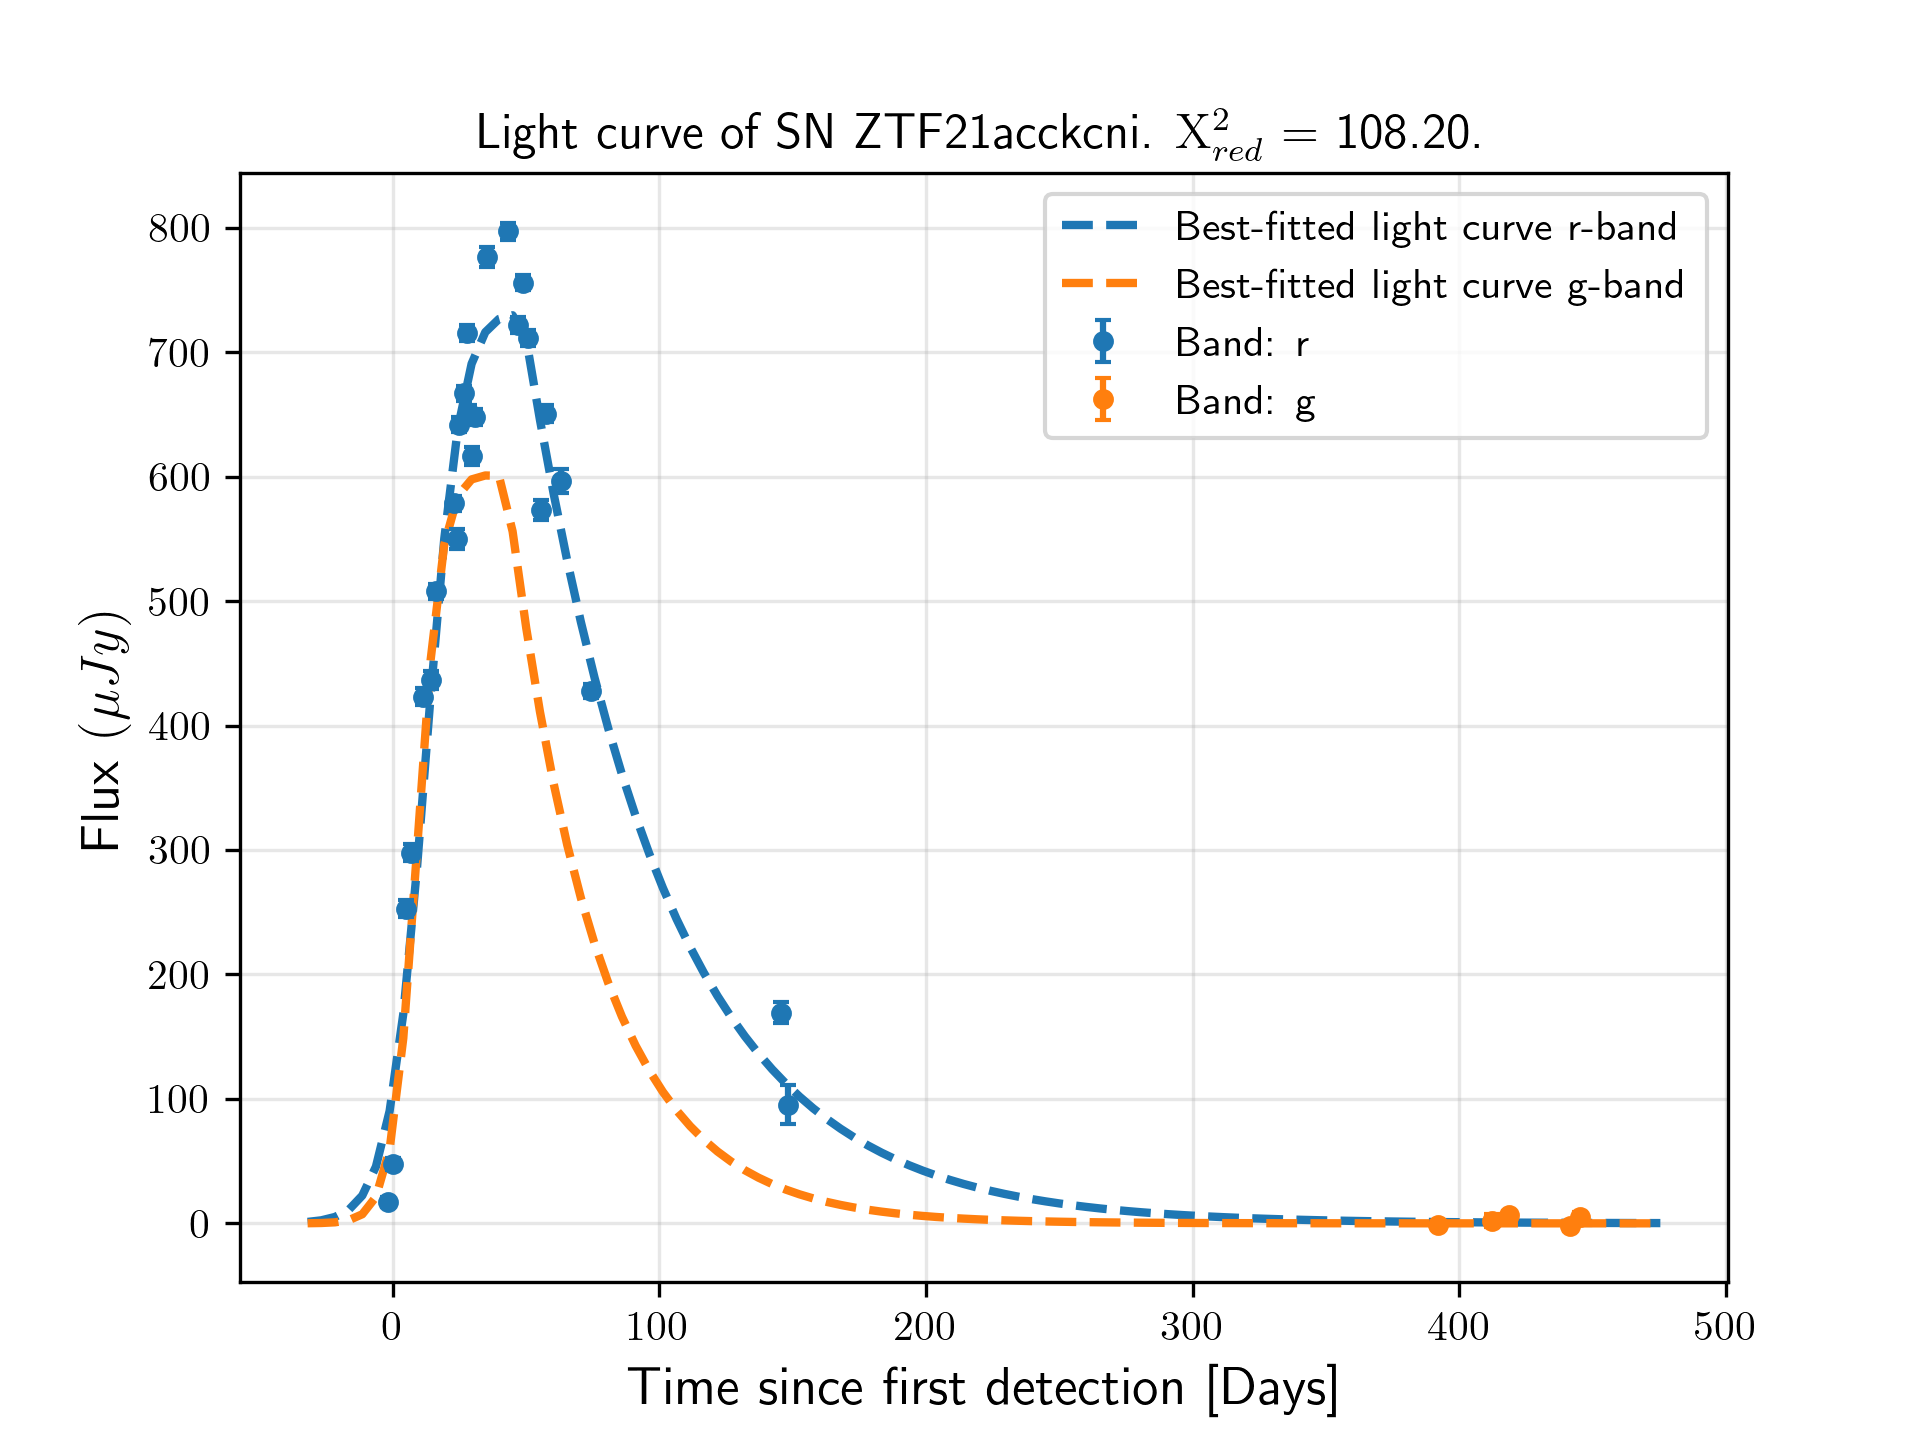 Light curve of SN ZTF21acckcni. X²_red = 108.20.
Best-fitted light curve r-band
Best-fitted light curve g-band
Band: r
Band: g
Flux (μJy)
800
700
600
500
400
300
200
100
0
0 100 200 300 400 500
Time since first detection [Days]